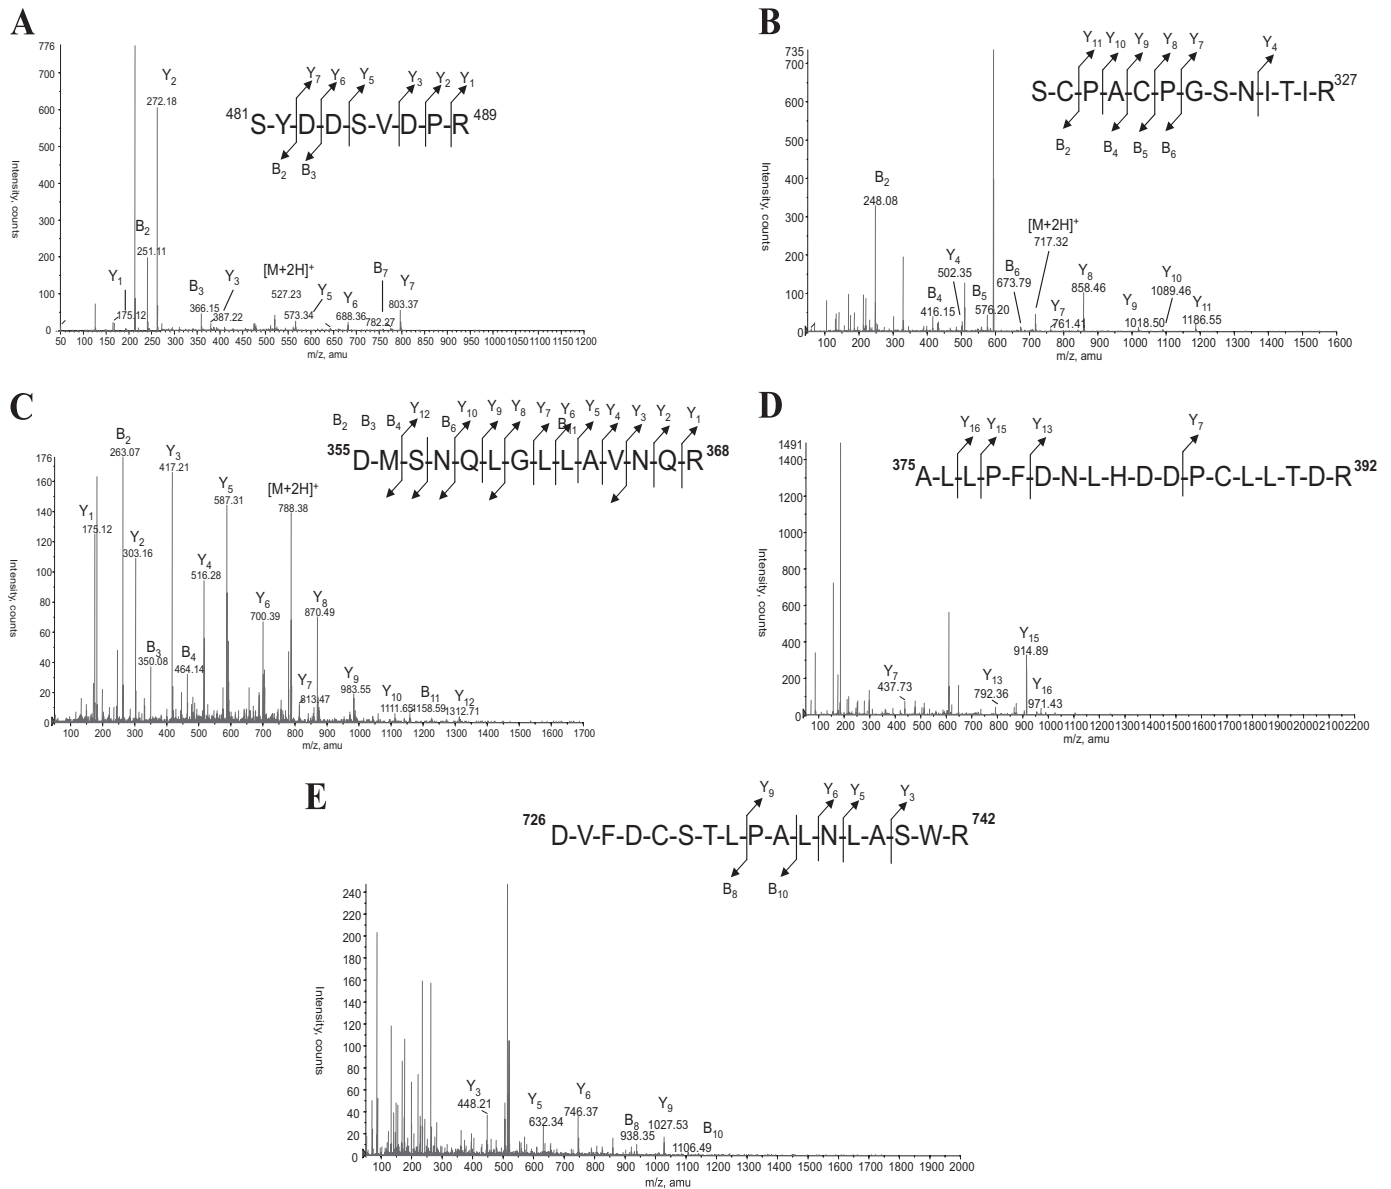 A
776
700
600
500
400
300
200
100
0
Intensity, counts
Y2
272.18
B2
251.11
Y1
175.12
B3
366.15
Y3
387.22
[M+2H]+
527.23
Y5
573.34
Y6
688.36
B7
782.27
Y7
803.37
Y7 Y6 Y5 Y3 Y2 Y1
481 S-Y-D-D-S-V-D-P-R 489
B2 B3
50 100 150 200 250 300 350 400 450 500 550 600 650 700 750 800 850 900 950 1000 1100 1200
m/z, amu
B
735
700
600
500
400
300
200
100
0
Intensity, counts
Y11 Y10 Y9 Y8 Y7 Y4
S-C-P-A-C-P-G-S-N-I-T-I-R 327
B2 B4 B5 B6
B2
248.08
B4
416.15
Y4
502.35
B5
576.20
B6
673.79
[M+2H]+
717.32
Y7
761.41
Y8
858.46
Y9
1018.50
Y10
1089.46
Y11
1186.55
100 200 300 400 500 600 700 800 900 1000 1100 1200 1300 1400 1500 1600
m/z, amu
C
176
160
140
120
100
80
60
40
20
0
Intensity, counts
B2 B3 B4 Y12 B6 Y10 Y9 Y8 Y7 Y6 B11 Y5 Y4 Y3 Y2 Y1
355 D-M-S-N-Q-L-G-L-L-A-V-N-Q-R 368
Y1
175.12
B2
263.07
Y2
303.16
B3
350.08
Y3
417.21
B4
464.14
Y4
516.28
Y5
587.31
Y6
700.39
[M+2H]+
788.38
Y7
813.47
Y8
870.49
Y9
983.55
Y10
1111.65
B11
1158.59
Y12
1312.71
100 200 300 400 500 600 700 800 900 1000 1100 1200 1300 1400 1500 1600 1700
m/z, amu
D
1491
1400
1200
1000
800
600
400
200
0
Intensity, counts
Y16 Y15 Y13 Y7
375 A-L-L-P-F-D-N-L-H-D-D-P-C-L-L-T-D-R 392
Y7
437.73
Y13
792.36
Y15
914.89
Y16
971.43
100 200 300 400 500 600 700 800 900 1000 1100 1200 1300 1400 1500 1600 1700 1800 1900 2000 2100 2200
m/z, amu
E
240
220
200
180
160
140
120
100
80
60
40
20
0
Intensity, counts
Y9 Y6 Y5 Y3
726 D-V-F-D-C-S-T-L-P-A-L-N-L-A-S-W-R 742
B8 B10
Y3
448.21
Y5
632.34
Y6
746.37
B8
938.35
Y9
1027.53
B10
1106.49
100 200 300 400 500 600 700 800 900 1000 1100 1200 1300 1400 1500 1600 1700 1800 1900 2000
m/z, amu